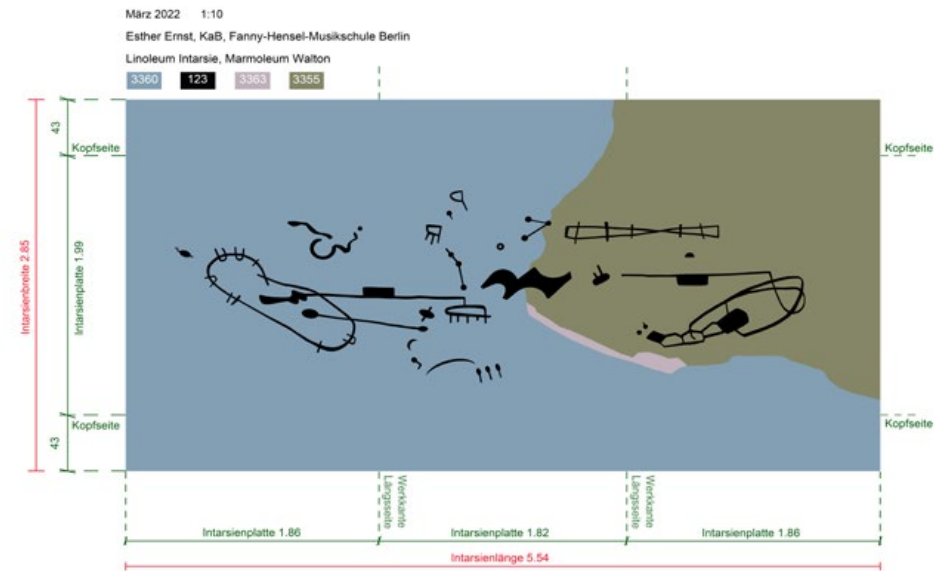 März 2022 1:10
Esther Ernst, KaB, Fanny-Hensel-Musikschule Berlin
Linoleum Intarsie, Marmoleum Walton
3360 123 3363 3355
43
Kopfseite Kopfseite
Intarsienbreite 2.85
Intarsienplatte 1.99
Kopfseite Kopfseite
43
Werkkante
Längsseite
Werkkante
Längsseite
Intarsienplatte 1.86 Intarsienplatte 1.82 Intarsienplatte 1.86
Intarsienlänge 5.54